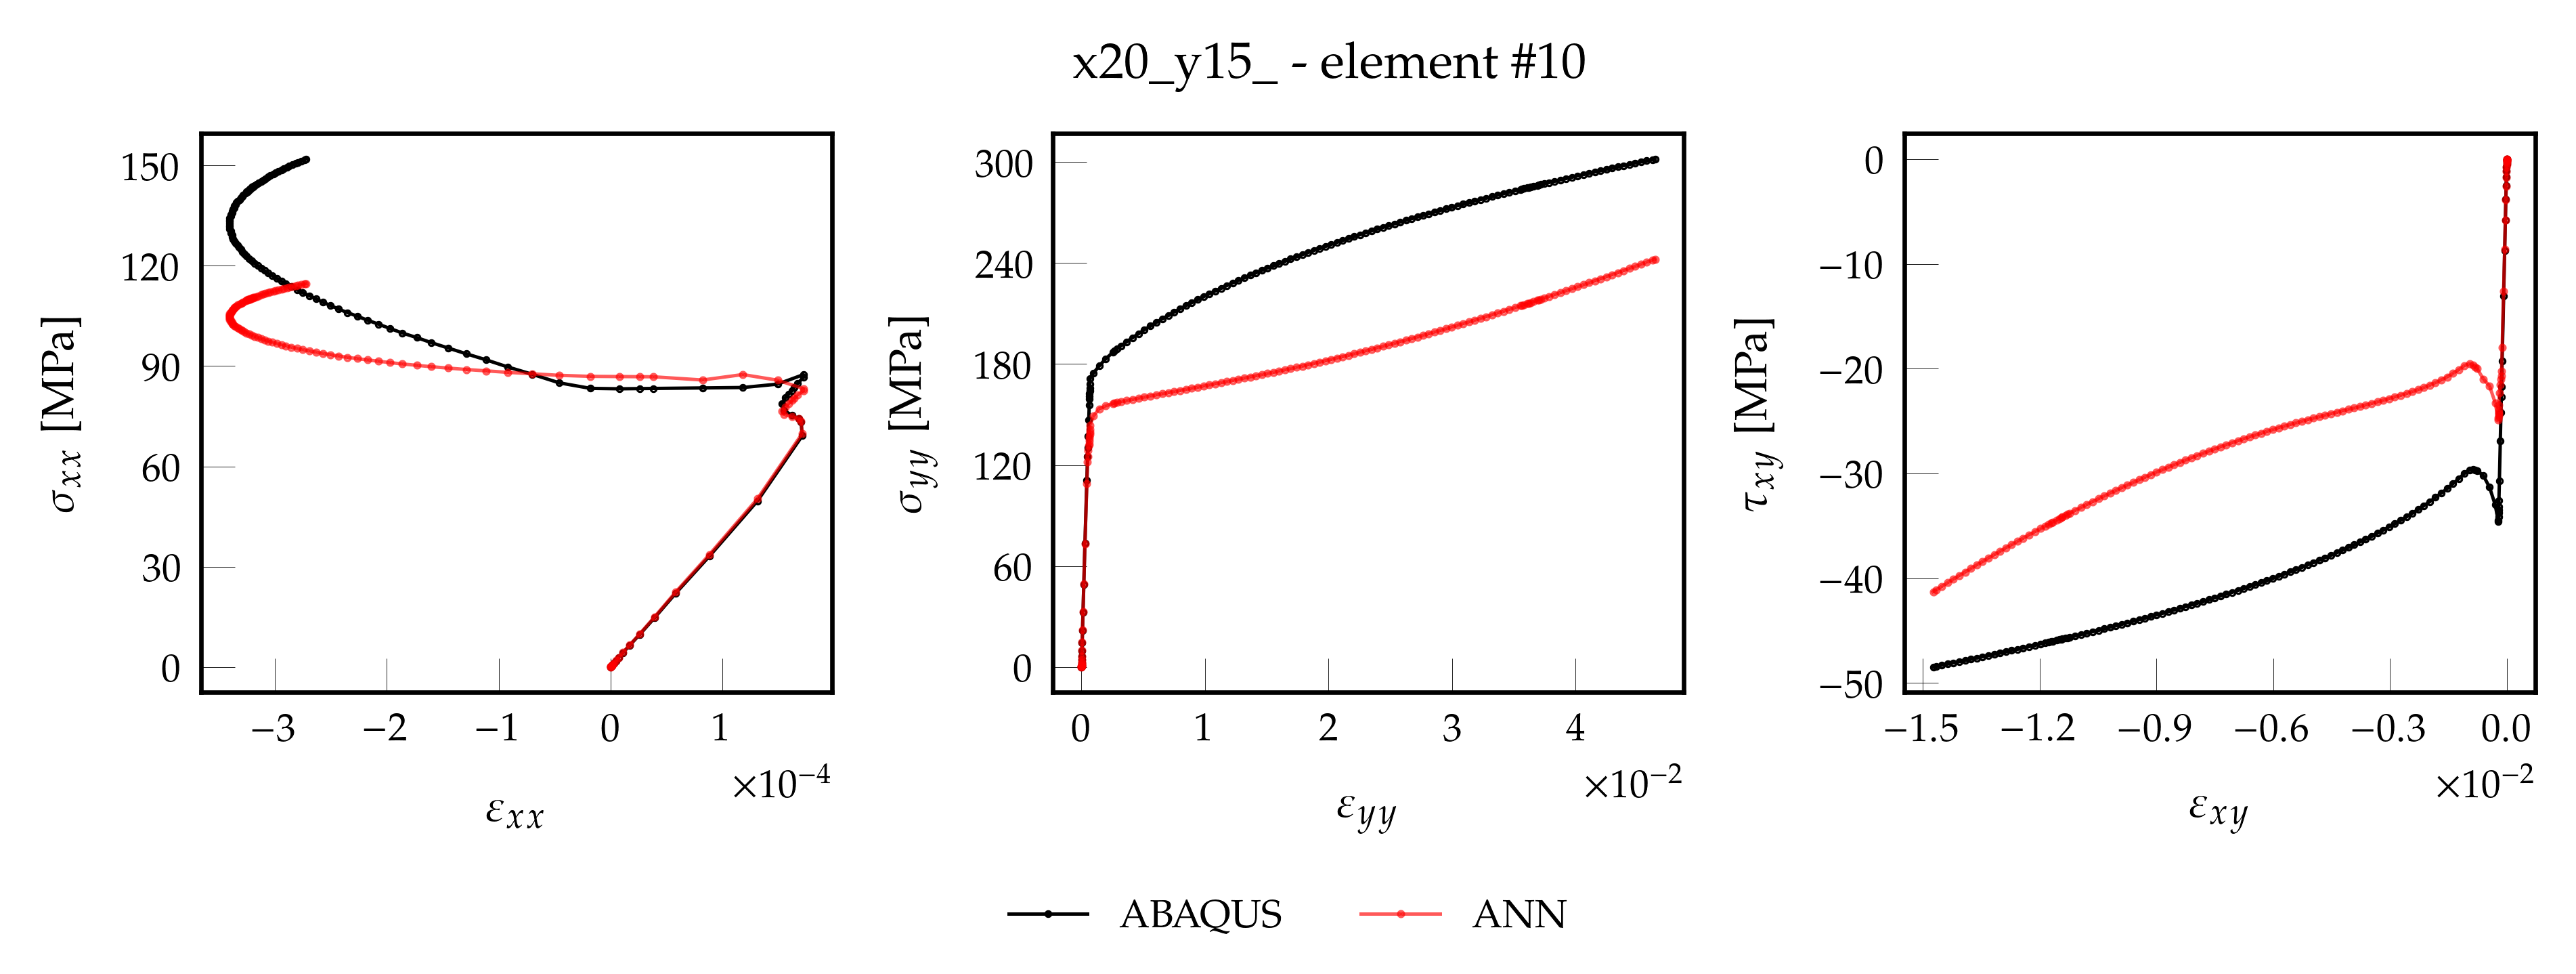 x20_y15_ - element #10
σxx [MPa]
150
120
90
60
30
0
−3 −2 −1 0 1
×10⁻⁴
εxx
σyy [MPa]
300
240
180
120
60
0
0 1 2 3 4
×10⁻²
εyy
τxy [MPa]
0
−10
−20
−30
−40
−50
−1.5 −1.2 −0.9 −0.6 −0.3 0.0
×10⁻²
εxy
ABAQUS ANN